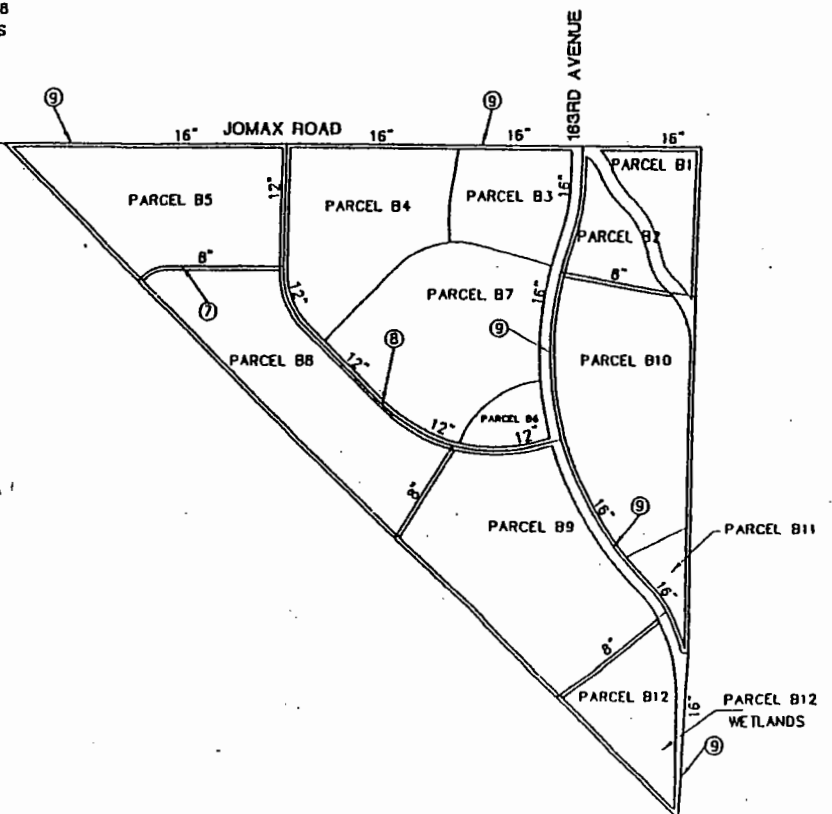 8
S
163RD AVENUE
⑨
⑨
16" JOMAX ROAD 16" 16" 16"
PARCEL B1
PARCEL B5
12"
PARCEL B4
PARCEL B3
16"
PARCEL B2
8"
8"
⑦
12"
PARCEL B7
16"
⑨
⑧
PARCEL B8
12"
PARCEL B10
PARCEL B6
12"
12"
8"
PARCEL B9
16"
⑨
PARCEL B11
16"
8"
PARCEL B12
16"
PARCEL B12
WETLANDS
⑨